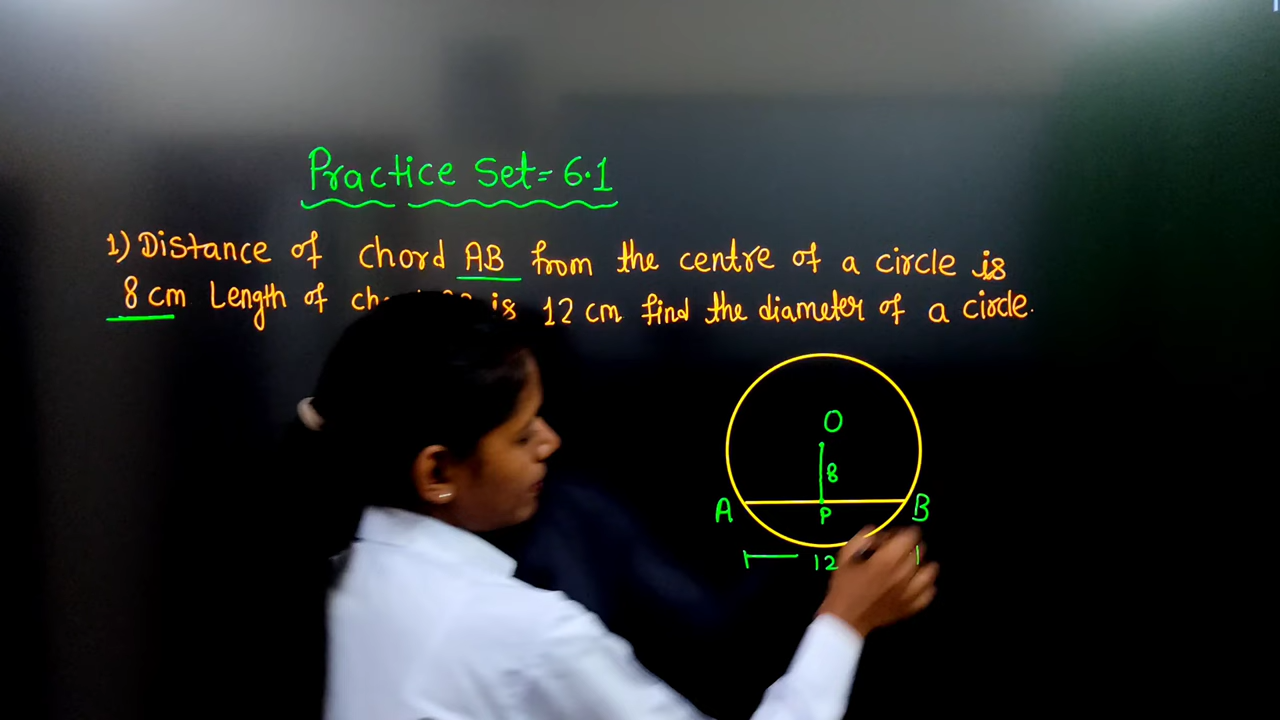 Practice Set= 6.1
1) Distance of chord AB from the centre of a circle is
8 cm Length of is 12 cm find the diameter of a circle.
O
8
A P B
12